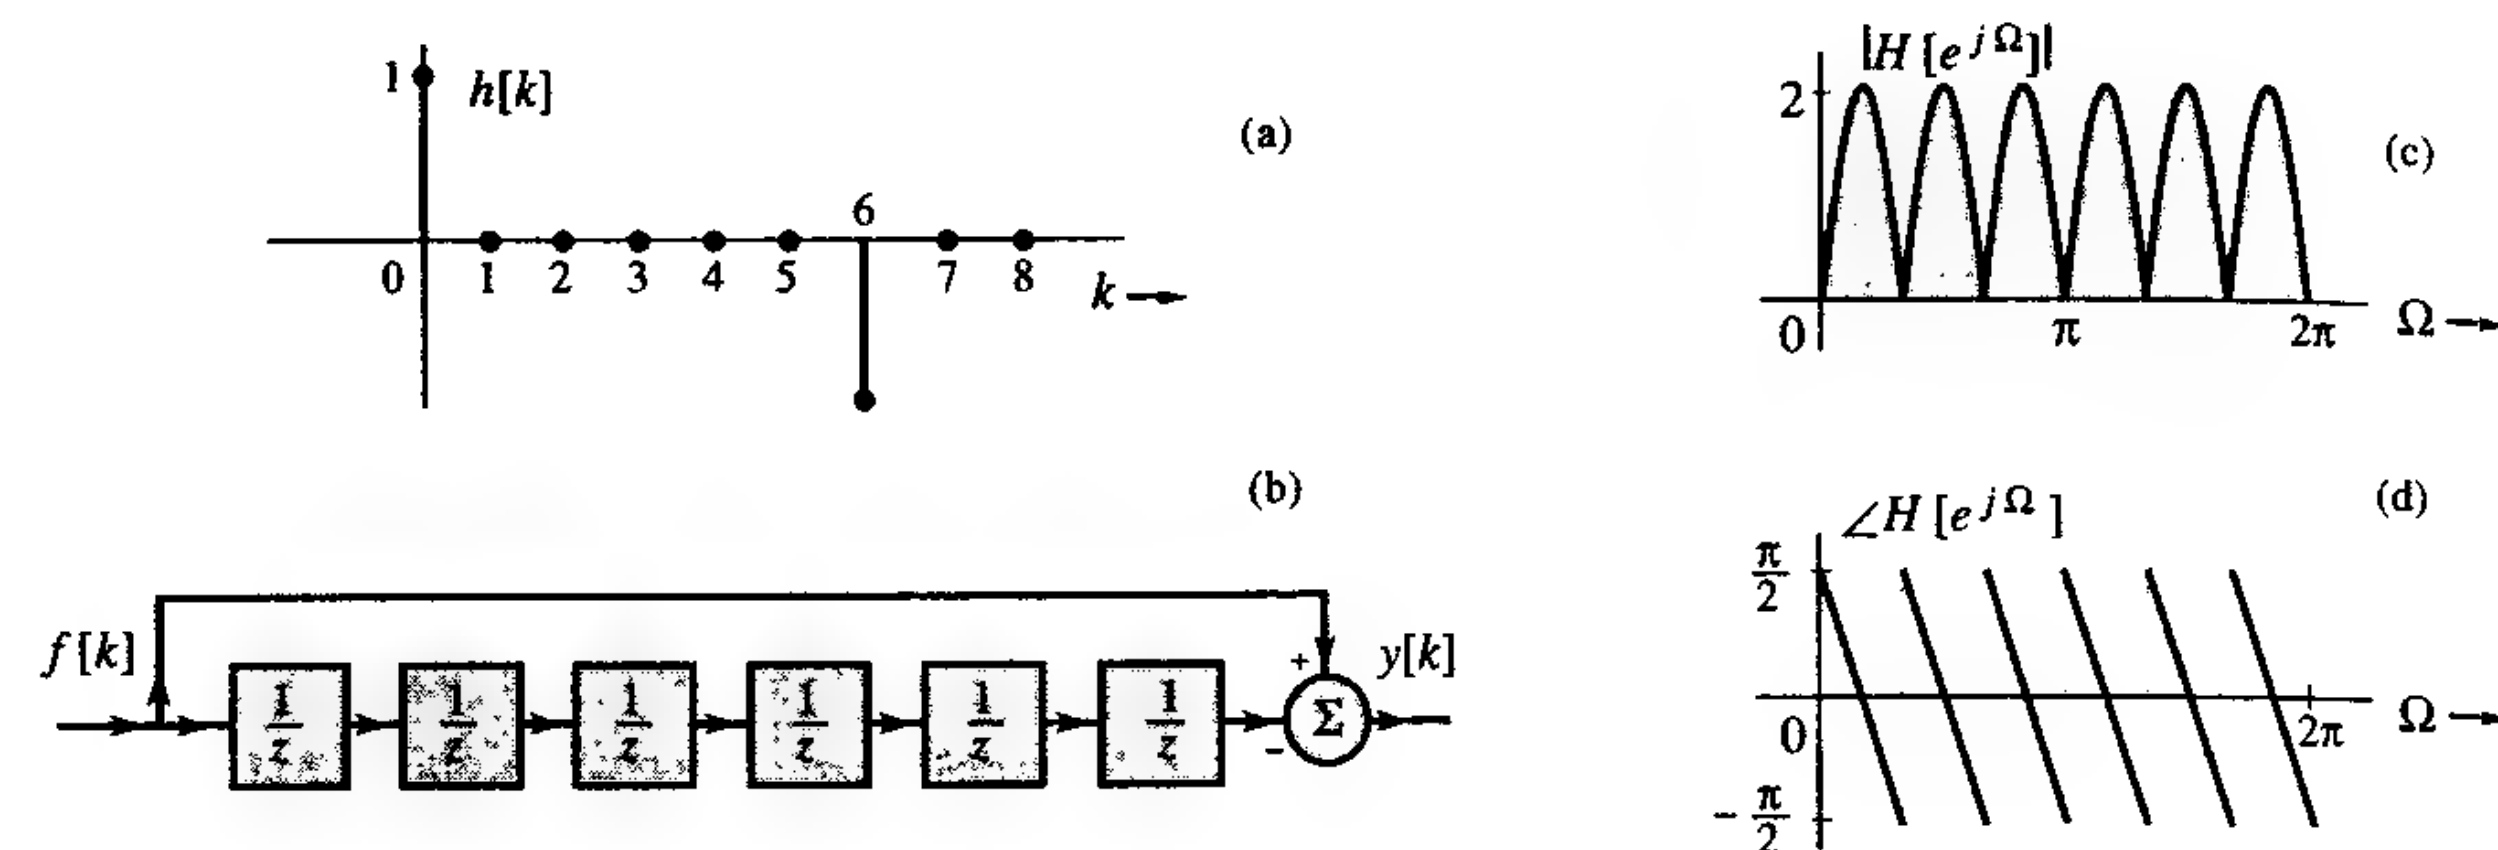 1 h[k]
(a)
6
0 1 2 3 4 5 7 8
k
(b)
f[k] y[k]
1/z 1/z 1/z 1/z 1/z 1/z
+
Σ
-
|H[e^{jΩ}]|
2
(c)
0 π 2π Ω
(d)
∠H[e^{jΩ}]
π/2
0 2π Ω
-π/2